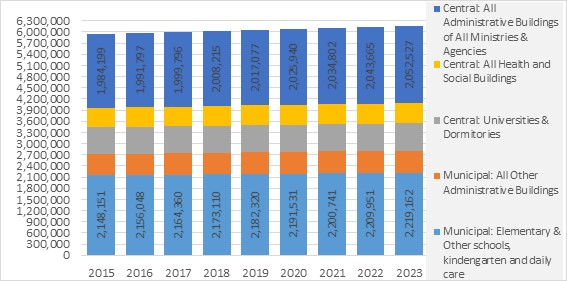 6,300,000
6,000,000
5,700,000
5,400,000
5,100,000
4,800,000
4,500,000
4,200,000
3,900,000
3,600,000
3,300,000
3,000,000
2,700,000
2,400,000
2,100,000
1,800,000
1,500,000
1,200,000
900,000
600,000
300,000
0
1,984,199
1,991,797
1,999,796
2,008,215
2,017,077
2,025,940
2,034,802
2,043,665
2,052,527
2,148,151
2,156,048
2,164,360
2,173,110
2,182,320
2,191,531
2,200,741
2,209,951
2,219,162
2015 2016 2017 2018 2019 2020 2021 2022 2023
Central: All
Administrative Buildings
of All Ministries &
Agencies
Central: All Health and
Social Buildings
Central: Universities &
Dormitories
Municipal: All Other
Administrative Buildings
Municipal: Elementary &
Other schools,
kindengarten and daily
care